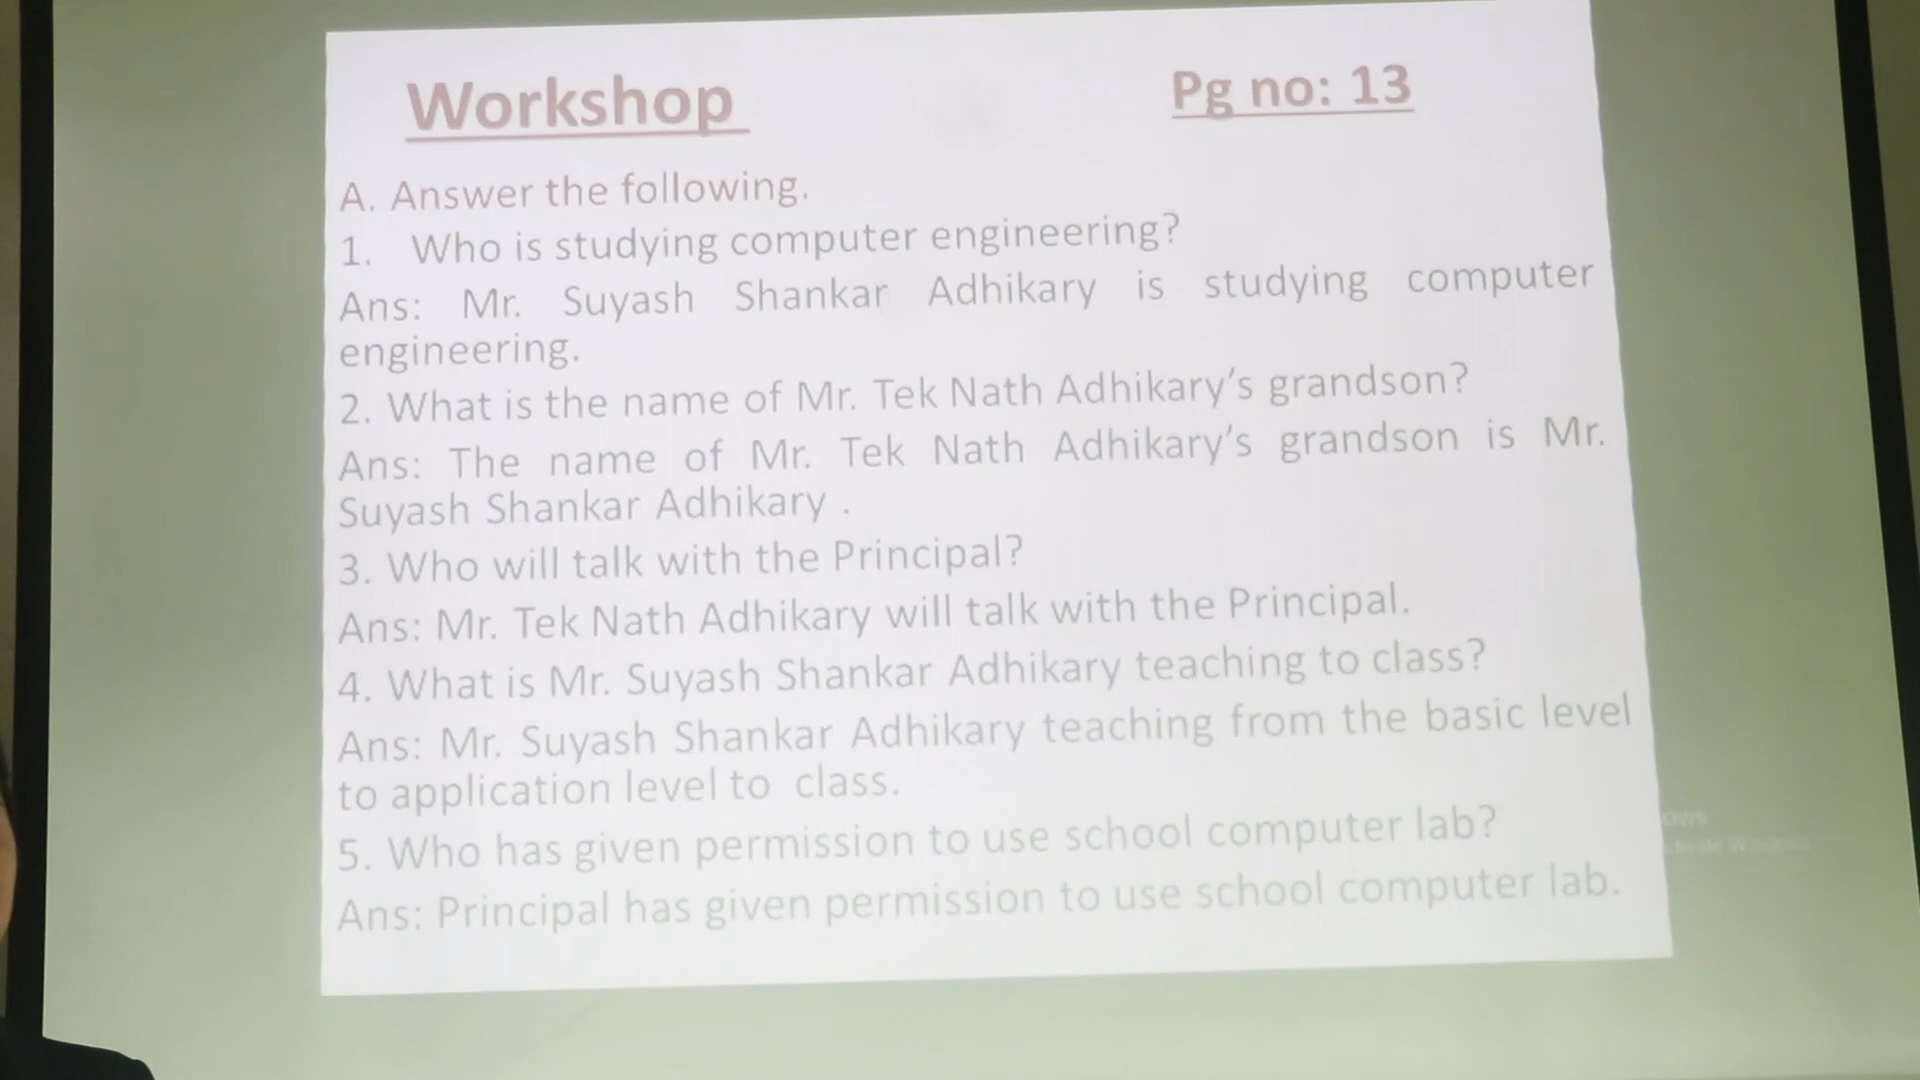 Workshop Pg no: 13
A. Answer the following.
1. Who is studying computer engineering?
Ans: Mr. Suyash Shankar Adhikary is studying computer
engineering.
2. What is the name of Mr. Tek Nath Adhikary’s grandson?
Ans: The name of Mr. Tek Nath Adhikary’s grandson is Mr.
Suyash Shankar Adhikary .
3. Who will talk with the Principal?
Ans: Mr. Tek Nath Adhikary will talk with the Principal.
4. What is Mr. Suyash Shankar Adhikary teaching to class?
Ans: Mr. Suyash Shankar Adhikary teaching from the basic level
to application level to class.
5. Who has given permission to use school computer lab?
Ans: Principal has given permission to use school computer lab.
Windows